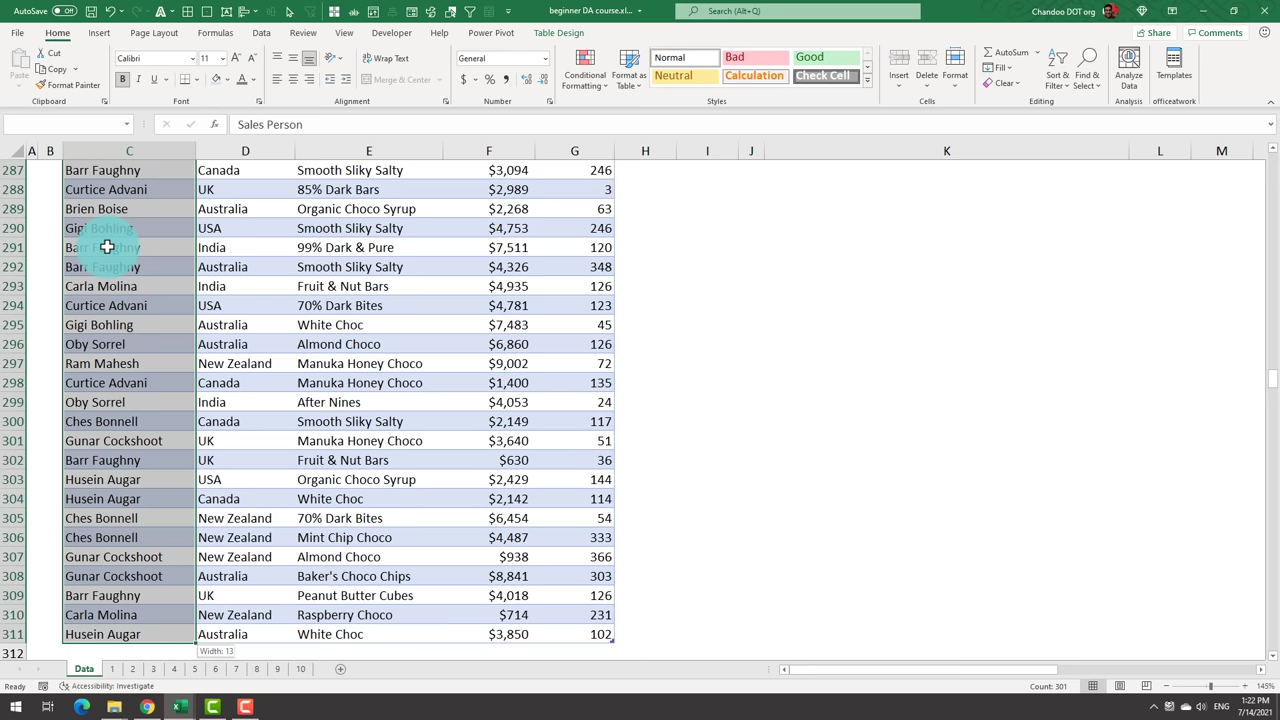 AutoSave Off beginner DA course.xl... Search (Alt+Q) Chandoo DOT org
File Home Insert Page Layout Formulas Data Review View Developer Help Power Pivot Table Design Share Comments
Paste Cut Copy Format Painter Clipboard
Calibri 11 B I U A A Font
Wrap Text Merge & Center Alignment
General $ % , Number
Conditional Formatting Format as Table Normal Bad Good Neutral Calculation Check Cell Styles
Insert Delete Format Cells
AutoSum Fill Clear Sort & Filter Find & Select Editing
Analyze Data Analysis
Templates officeatwork
fx Sales Person
A B C D E F G H I J K L M
287 Barr Faughny Canada Smooth Sliky Salty $3,094 246
288 Curtice Advani UK 85% Dark Bars $2,989 3
289 Brien Boise Australia Organic Choco Syrup $2,268 63
290 Gigi Bohling USA Smooth Sliky Salty $4,753 246
291 Barr Faughny India 99% Dark & Pure $7,511 120
292 Barr Faughny Australia Smooth Sliky Salty $4,326 348
293 Carla Molina India Fruit & Nut Bars $4,935 126
294 Curtice Advani USA 70% Dark Bites $4,781 123
295 Gigi Bohling Australia White Choc $7,483 45
296 Oby Sorrel Australia Almond Choco $6,860 126
297 Ram Mahesh New Zealand Manuka Honey Choco $9,002 72
298 Curtice Advani Canada Manuka Honey Choco $1,400 135
299 Oby Sorrel India After Nines $4,053 24
300 Ches Bonnell Canada Smooth Sliky Salty $2,149 117
301 Gunar Cockshoot UK Manuka Honey Choco $3,640 51
302 Barr Faughny UK Fruit & Nut Bars $630 36
303 Husein Augar USA Organic Choco Syrup $2,429 144
304 Husein Augar Canada White Choc $2,142 114
305 Ches Bonnell New Zealand 70% Dark Bites $6,454 54
306 Ches Bonnell New Zealand Mint Chip Choco $4,487 333
307 Gunar Cockshoot New Zealand Almond Choco $938 366
308 Gunar Cockshoot Australia Baker's Choco Chips $8,841 303
309 Barr Faughny UK Peanut Butter Cubes $4,018 126
310 Carla Molina New Zealand Raspberry Choco $714 231
311 Husein Augar Australia White Choc $3,850 102
312 Width: 13
Data 1 2 3 4 5 6 7 8 9 10
Ready Accessibility: Investigate Count: 301 145%
ENG 1:22 PM
7/14/2021